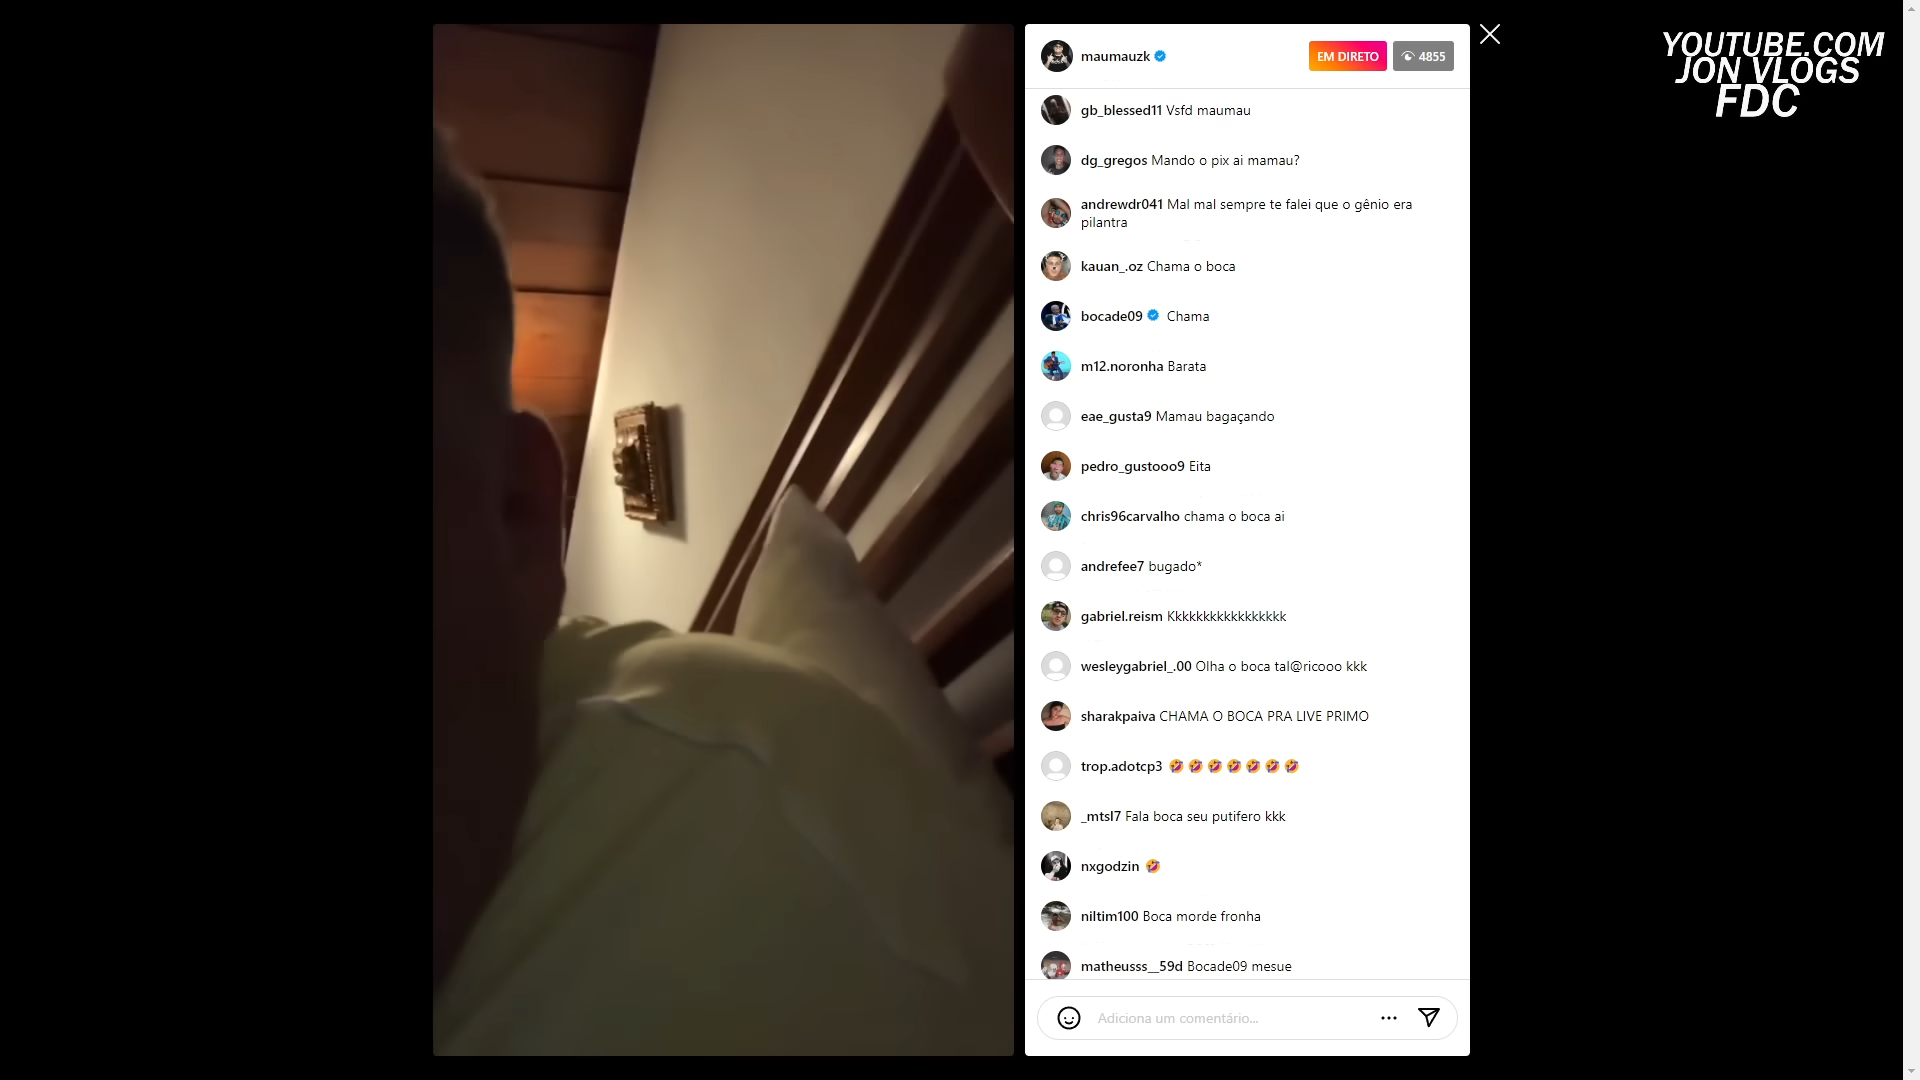 YOUTUBE.COM
JON VLOGS
FDC
maumauzk
EM DIRETO
4855
gb_blessed11 Vsfd maumau
dg_gregos Mando o pix ai mamau?
andrewdr041 Mal mal sempre te falei que o gênio era
pilantra
kauan_.oz Chama o boca
bocade09 Chama
m12.noronha Barata
eae_gusta9 Mamau bagaçando
pedro_gustooo9 Eita
chris96carvalho chama o boca ai
andrefee7 bugado*
gabriel.reism Kkkkkkkkkkkkkkkkk
wesleygabriel_.00 Olha o boca tal@ricooo kkk
sharakpaiva CHAMA O BOCA PRA LIVE PRIMO
trop.adotcp3 🤣🤣🤣🤣🤣🤣🤣
_mtsl7 Fala boca seu putifero kkk
nxgodzin 🤣
niltim100 Boca morde fronha
matheusss__59d Bocade09 mesue
Adiciona um comentário...